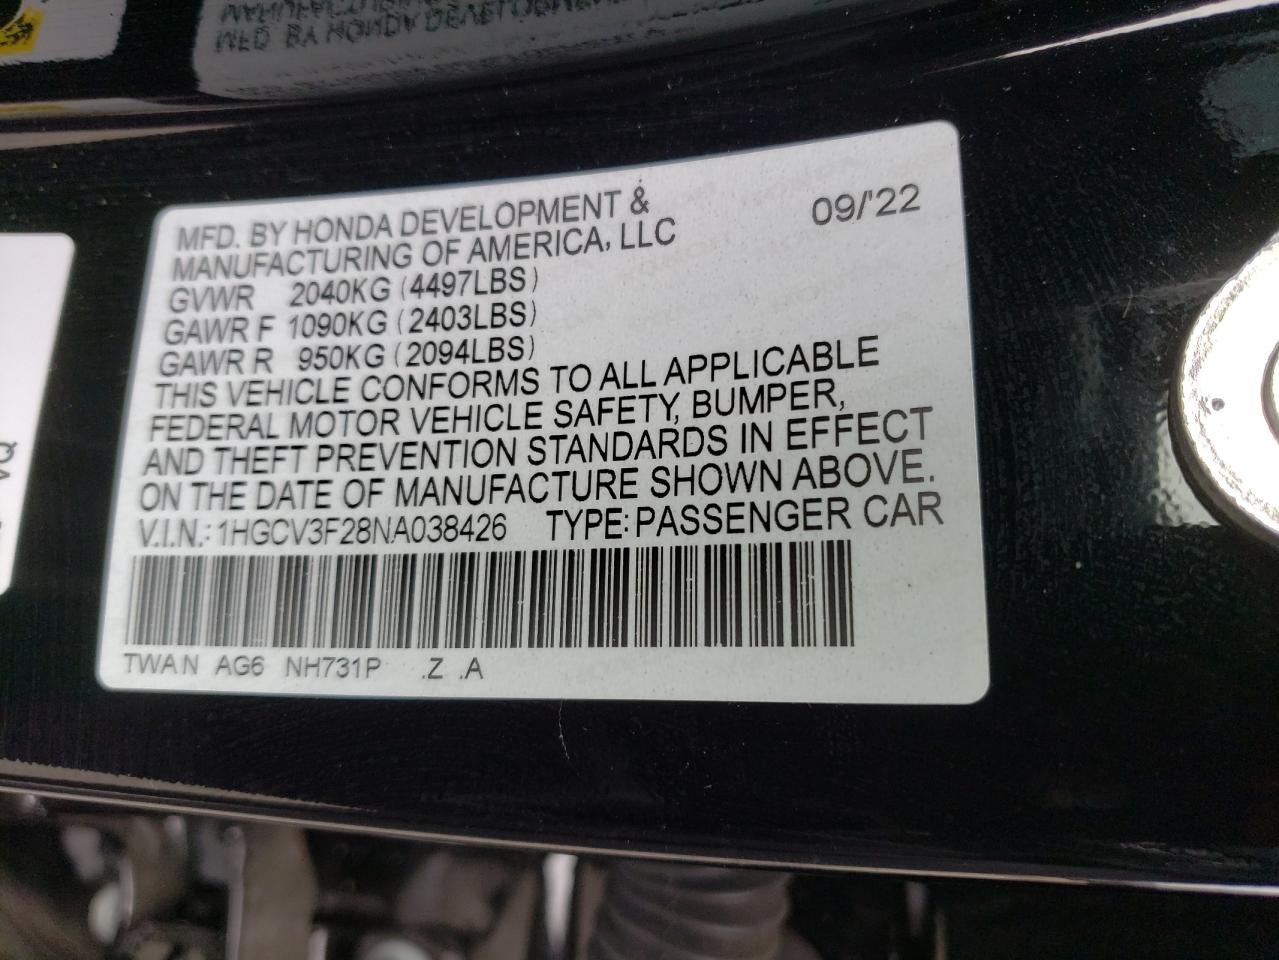 MFD. BY HONDA DEVELOPMENT &
MANUFACTURING OF AMERICA, LLC
09/'22
GVWR 2040KG (4497LBS)
GAWR F 1090KG (2403LBS)
GAWR R 950KG (2094LBS)
THIS VEHICLE CONFORMS TO ALL APPLICABLE
FEDERAL MOTOR VEHICLE SAFETY, BUMPER,
AND THEFT PREVENTION STANDARDS IN EFFECT
ON THE DATE OF MANUFACTURE SHOWN ABOVE.
V.I.N.: 1HGCV3F28NA038426 TYPE: PASSENGER CAR
TWAN AG6 NH731P .Z .A